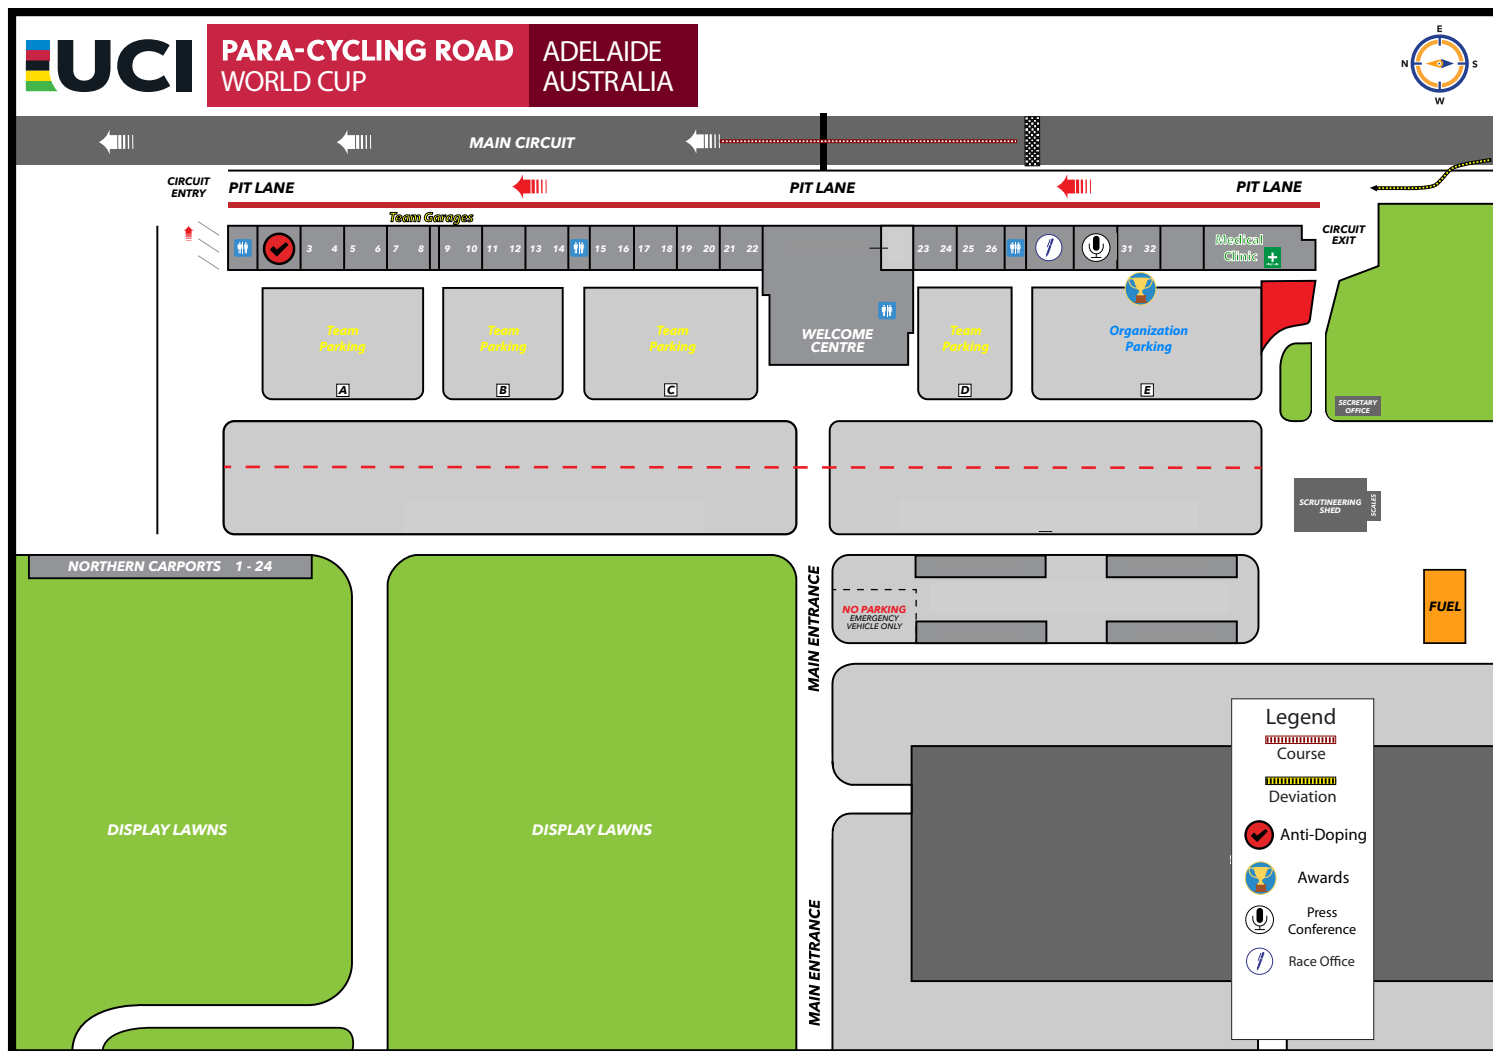 UCI
PARA-CYCLING ROAD
WORLD CUP
ADELAIDE
AUSTRALIA
E
N
S
W
MAIN CIRCUIT
CIRCUIT
ENTRY
PIT LANE
PIT LANE
PIT LANE
Team Garages
CIRCUIT
EXIT
3 4 5 6 7 8 9 10 11 12 13 14 15 16 17 18 19 20 21 22 23 24 25 26 31 32
Medical
Clinic
Team
Parking
A
Team
Parking
B
Team
Parking
C
WELCOME
CENTRE
Team
Parking
D
Organization
Parking
E
SECRETARY
OFFICE
SCRUTINEERING
SHED
SCALES
NORTHERN CARPORTS 1 - 24
MAIN ENTRANCE
NO PARKING
EMERGENCY
VEHICLE ONLY
FUEL
DISPLAY LAWNS
DISPLAY LAWNS
MAIN ENTRANCE
Legend
Course
Deviation
Anti-Doping
Awards
Press
Conference
Race Office